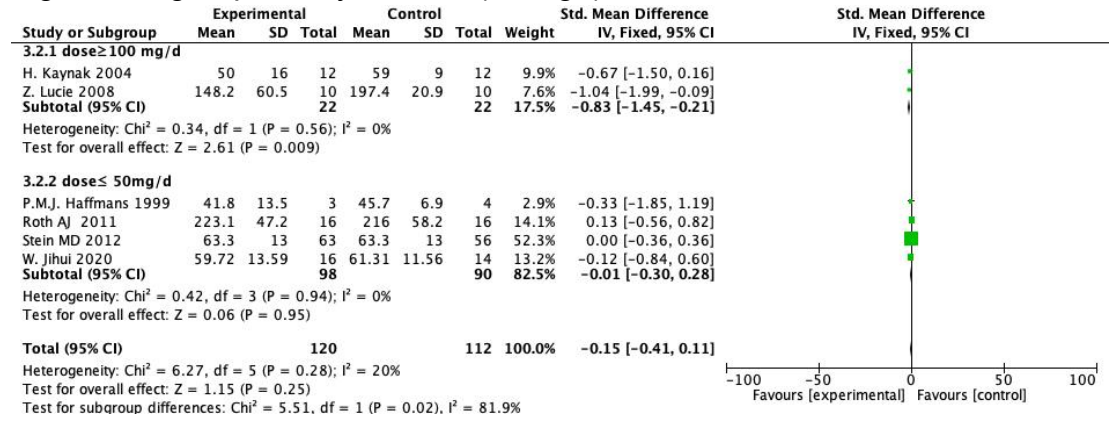 Experimental Control Std. Mean Difference Std. Mean Difference
Study or Subgroup Mean SD Total Mean SD Total Weight IV, Fixed, 95% CI IV, Fixed, 95% CI
3.2.1 dose≥100 mg/d
H. Kaynak 2004 50 16 12 59 9 12 9.9% −0.67 [−1.50, 0.16]
Z. Lucie 2008 148.2 60.5 10 197.4 20.9 10 7.6% −1.04 [−1.99, −0.09]
Subtotal (95% CI) 22 22 17.5% −0.83 [−1.45, −0.21]
Heterogeneity: Chi² = 0.34, df = 1 (P = 0.56); I² = 0%
Test for overall effect: Z = 2.61 (P = 0.009)
3.2.2 dose≤ 50mg/d
P.M.J. Haffmans 1999 41.8 13.5 3 45.7 6.9 4 2.9% −0.33 [−1.85, 1.19]
Roth AJ 2011 223.1 47.2 16 216 58.2 16 14.1% 0.13 [−0.56, 0.82]
Stein MD 2012 63.3 13 63 63.3 13 56 52.3% 0.00 [−0.36, 0.36]
W. Jihui 2020 59.72 13.59 16 61.31 11.56 14 13.2% −0.12 [−0.84, 0.60]
Subtotal (95% CI) 98 90 82.5% −0.01 [−0.30, 0.28]
Heterogeneity: Chi² = 0.42, df = 3 (P = 0.94); I² = 0%
Test for overall effect: Z = 0.06 (P = 0.95)
Total (95% CI) 120 112 100.0% −0.15 [−0.41, 0.11]
Heterogeneity: Chi² = 6.27, df = 5 (P = 0.28); I² = 20%
Test for overall effect: Z = 1.15 (P = 0.25)
Test for subgroup differences: Chi² = 5.51, df = 1 (P = 0.02), I² = 81.9%
−100 −50 0 50 100
Favours [experimental] Favours [control]